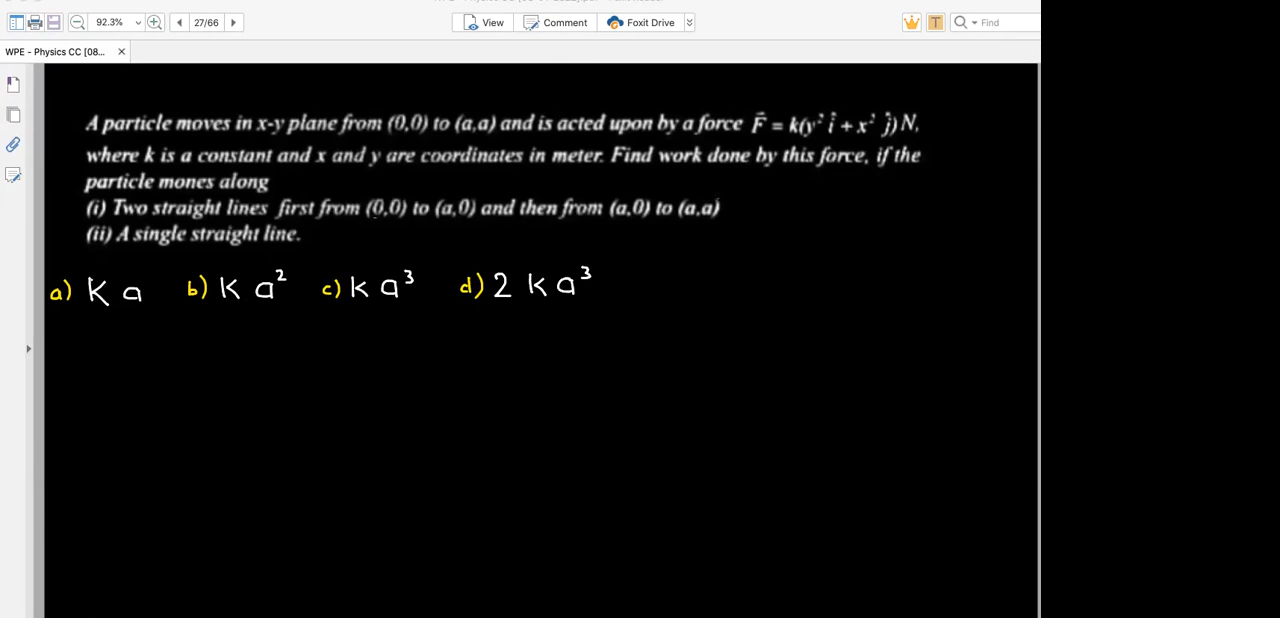 92.3%
27/66
View
Comment
Foxit Drive
T
Find
WPE - Physics CC [08...
A particle moves in x-y plane from (0,0) to (a,a) and is acted upon by a force F⃗ = k(y² î + x² ĵ) N,
where k is a constant and x and y are coordinates in meter. Find work done by this force, if the
particle mones along
(i) Two straight lines first from (0,0) to (a,0) and then from (a,0) to (a,a)
(ii) A single straight line.
a) K a b) K a² c) K a³ d) 2 K a³